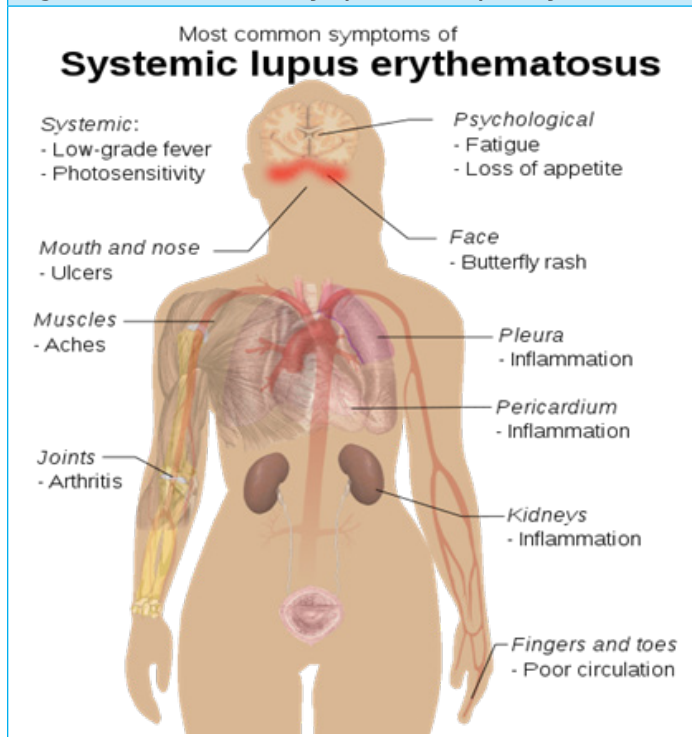 Most common symptoms of
Systemic lupus erythematosus
Systemic:
- Low-grade fever
- Photosensitivity
Psychological
- Fatigue
- Loss of appetite
Mouth and nose
- Ulcers
Face
- Butterfly rash
Muscles
- Aches
Pleura
- Inflammation
Pericardium
- Inflammation
Joints
- Arthritis
Kidneys
- Inflammation
Fingers and toes
- Poor circulation